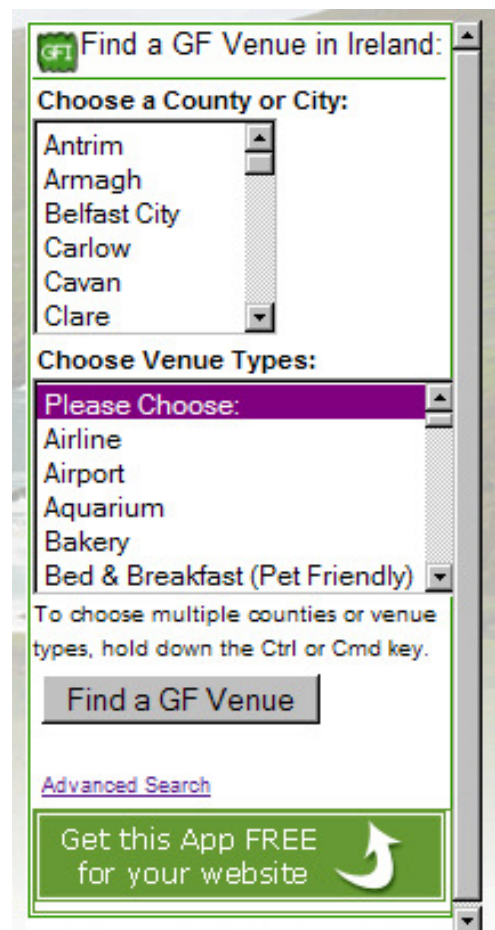 GFI Find a GF Venue in Ireland:
Choose a County or City:
Antrim
Armagh
Belfast City
Carlow
Cavan
Clare
Choose Venue Types:
Please Choose:
Airline
Airport
Aquarium
Bakery
Bed & Breakfast (Pet Friendly)
To choose multiple counties or venue
types, hold down the Ctrl or Cmd key.
Find a GF Venue
Advanced Search
Get this App FREE
for your website